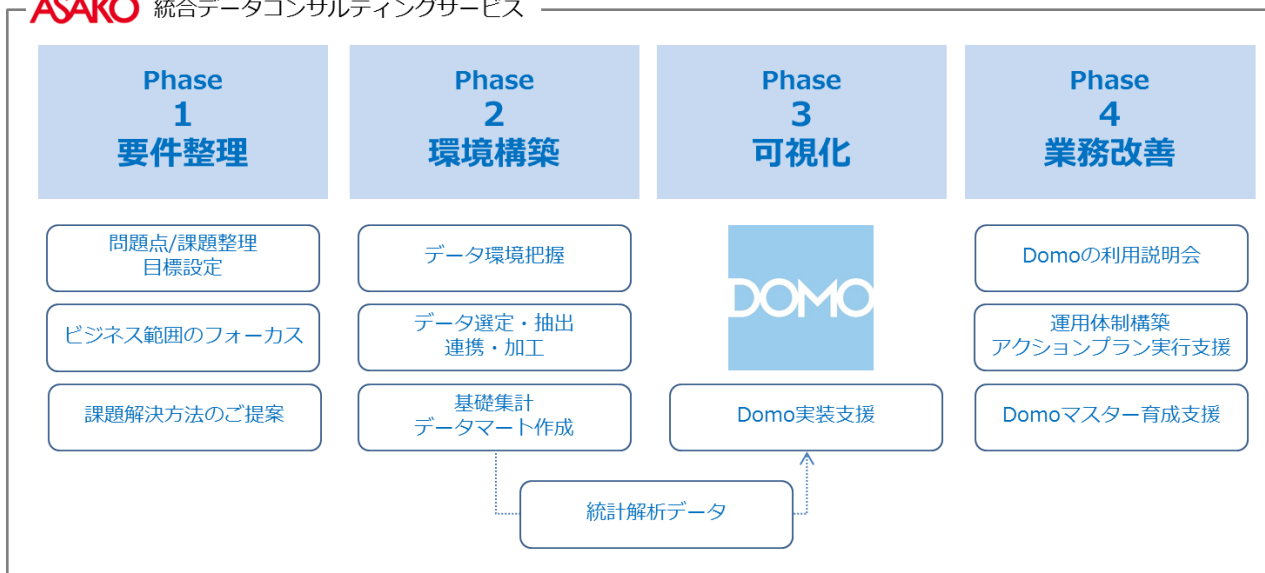 ASAKO 統合データコンサルティングサービス
Phase
1
要件整理
Phase
2
環境構築
Phase
3
可視化
Phase
4
業務改善
問題点/課題整理
目標設定
ビジネス範囲のフォーカス
課題解決方法のご提案
データ環境把握
データ選定・抽出
連携・加工
基礎集計
データマート作成
DOMO
Domo実装支援
Domoの利用説明会
運用体制構築
アクションプラン実行支援
Domoマスター育成支援
統計解析データ